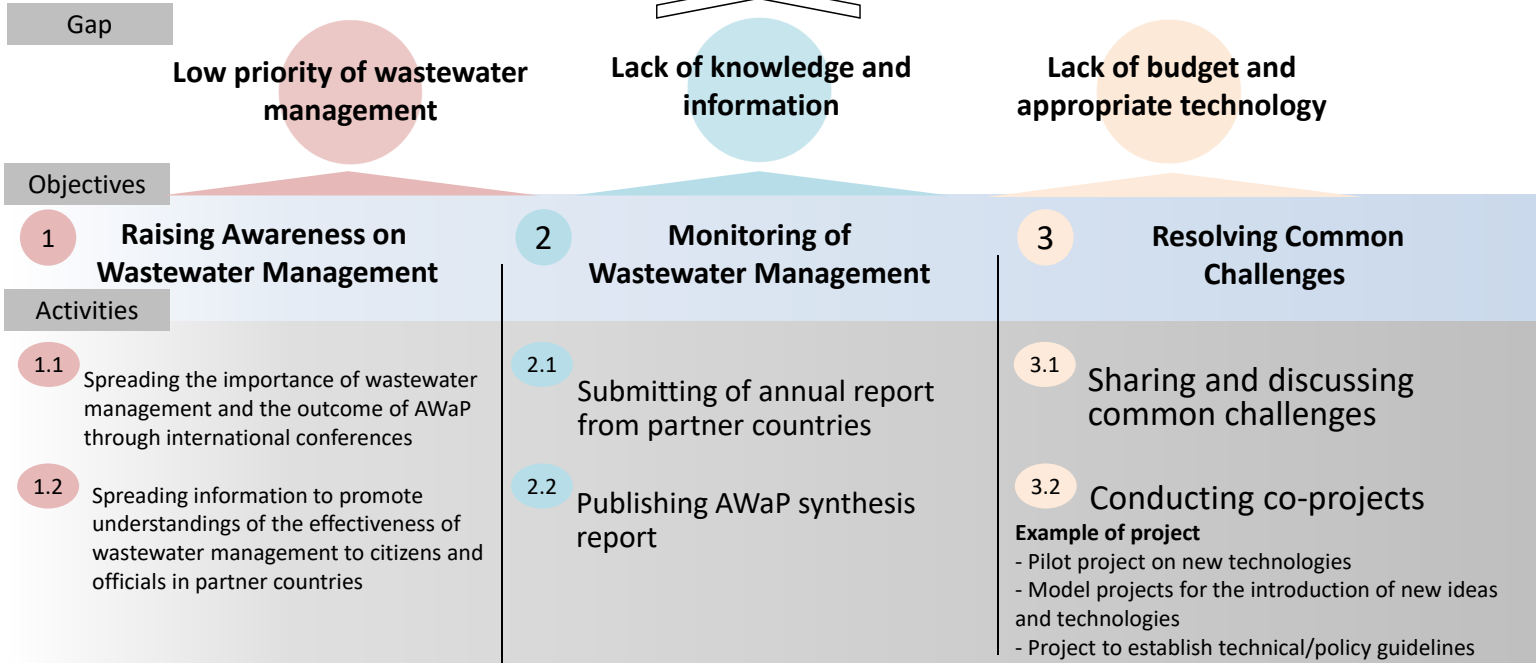 Gap
Low priority of wastewater
management
Lack of knowledge and
information
Lack of budget and
appropriate technology
Objectives
1
Raising Awareness on
Wastewater Management
2
Monitoring of
Wastewater Management
3
Resolving Common
Challenges
Activities
1.1
Spreading the importance of wastewater
management and the outcome of AWaP
through international conferences
1.2
Spreading information to promote
understandings of the effectiveness of
wastewater management to citizens and
officials in partner countries
2.1
Submitting of annual report
from partner countries
2.2
Publishing AWaP synthesis
report
3.1
Sharing and discussing
common challenges
3.2
Conducting co-projects
Example of project
- Pilot project on new technologies
- Model projects for the introduction of new ideas
and technologies
- Project to establish technical/policy guidelines